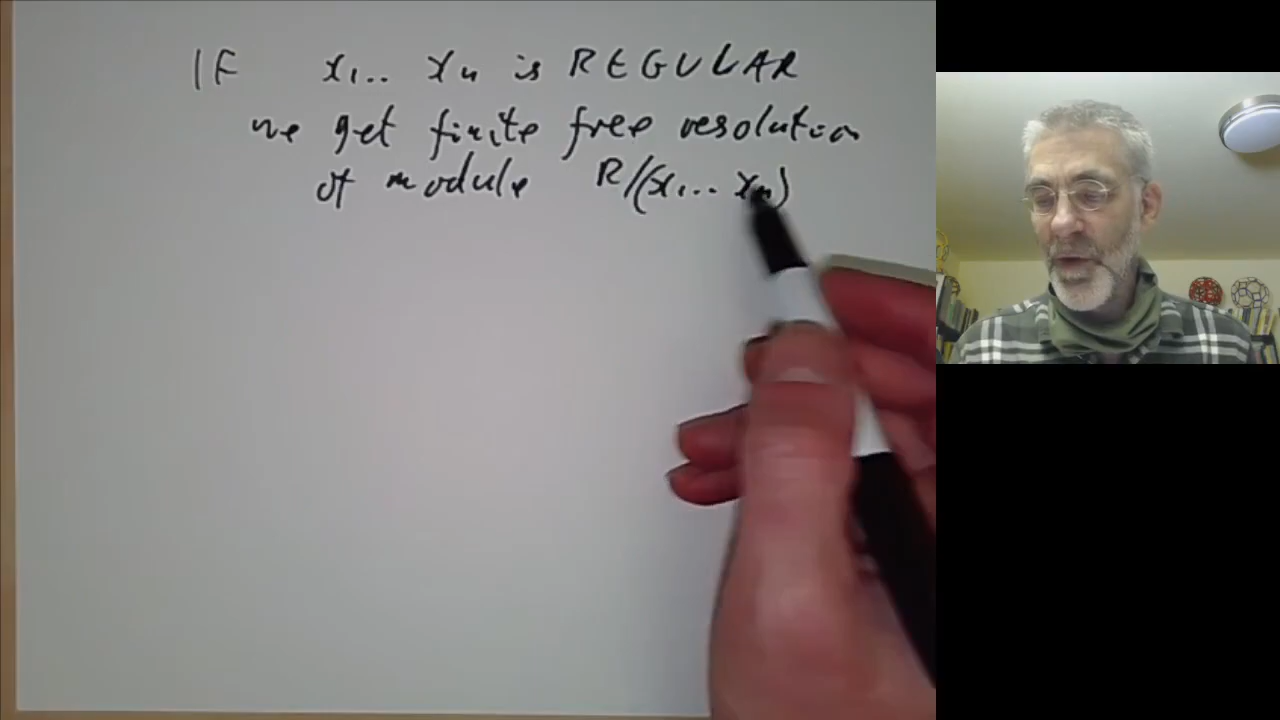 IF x1.. xn is REGULAR
we get finite free resolution
of module R/(x1... xn)